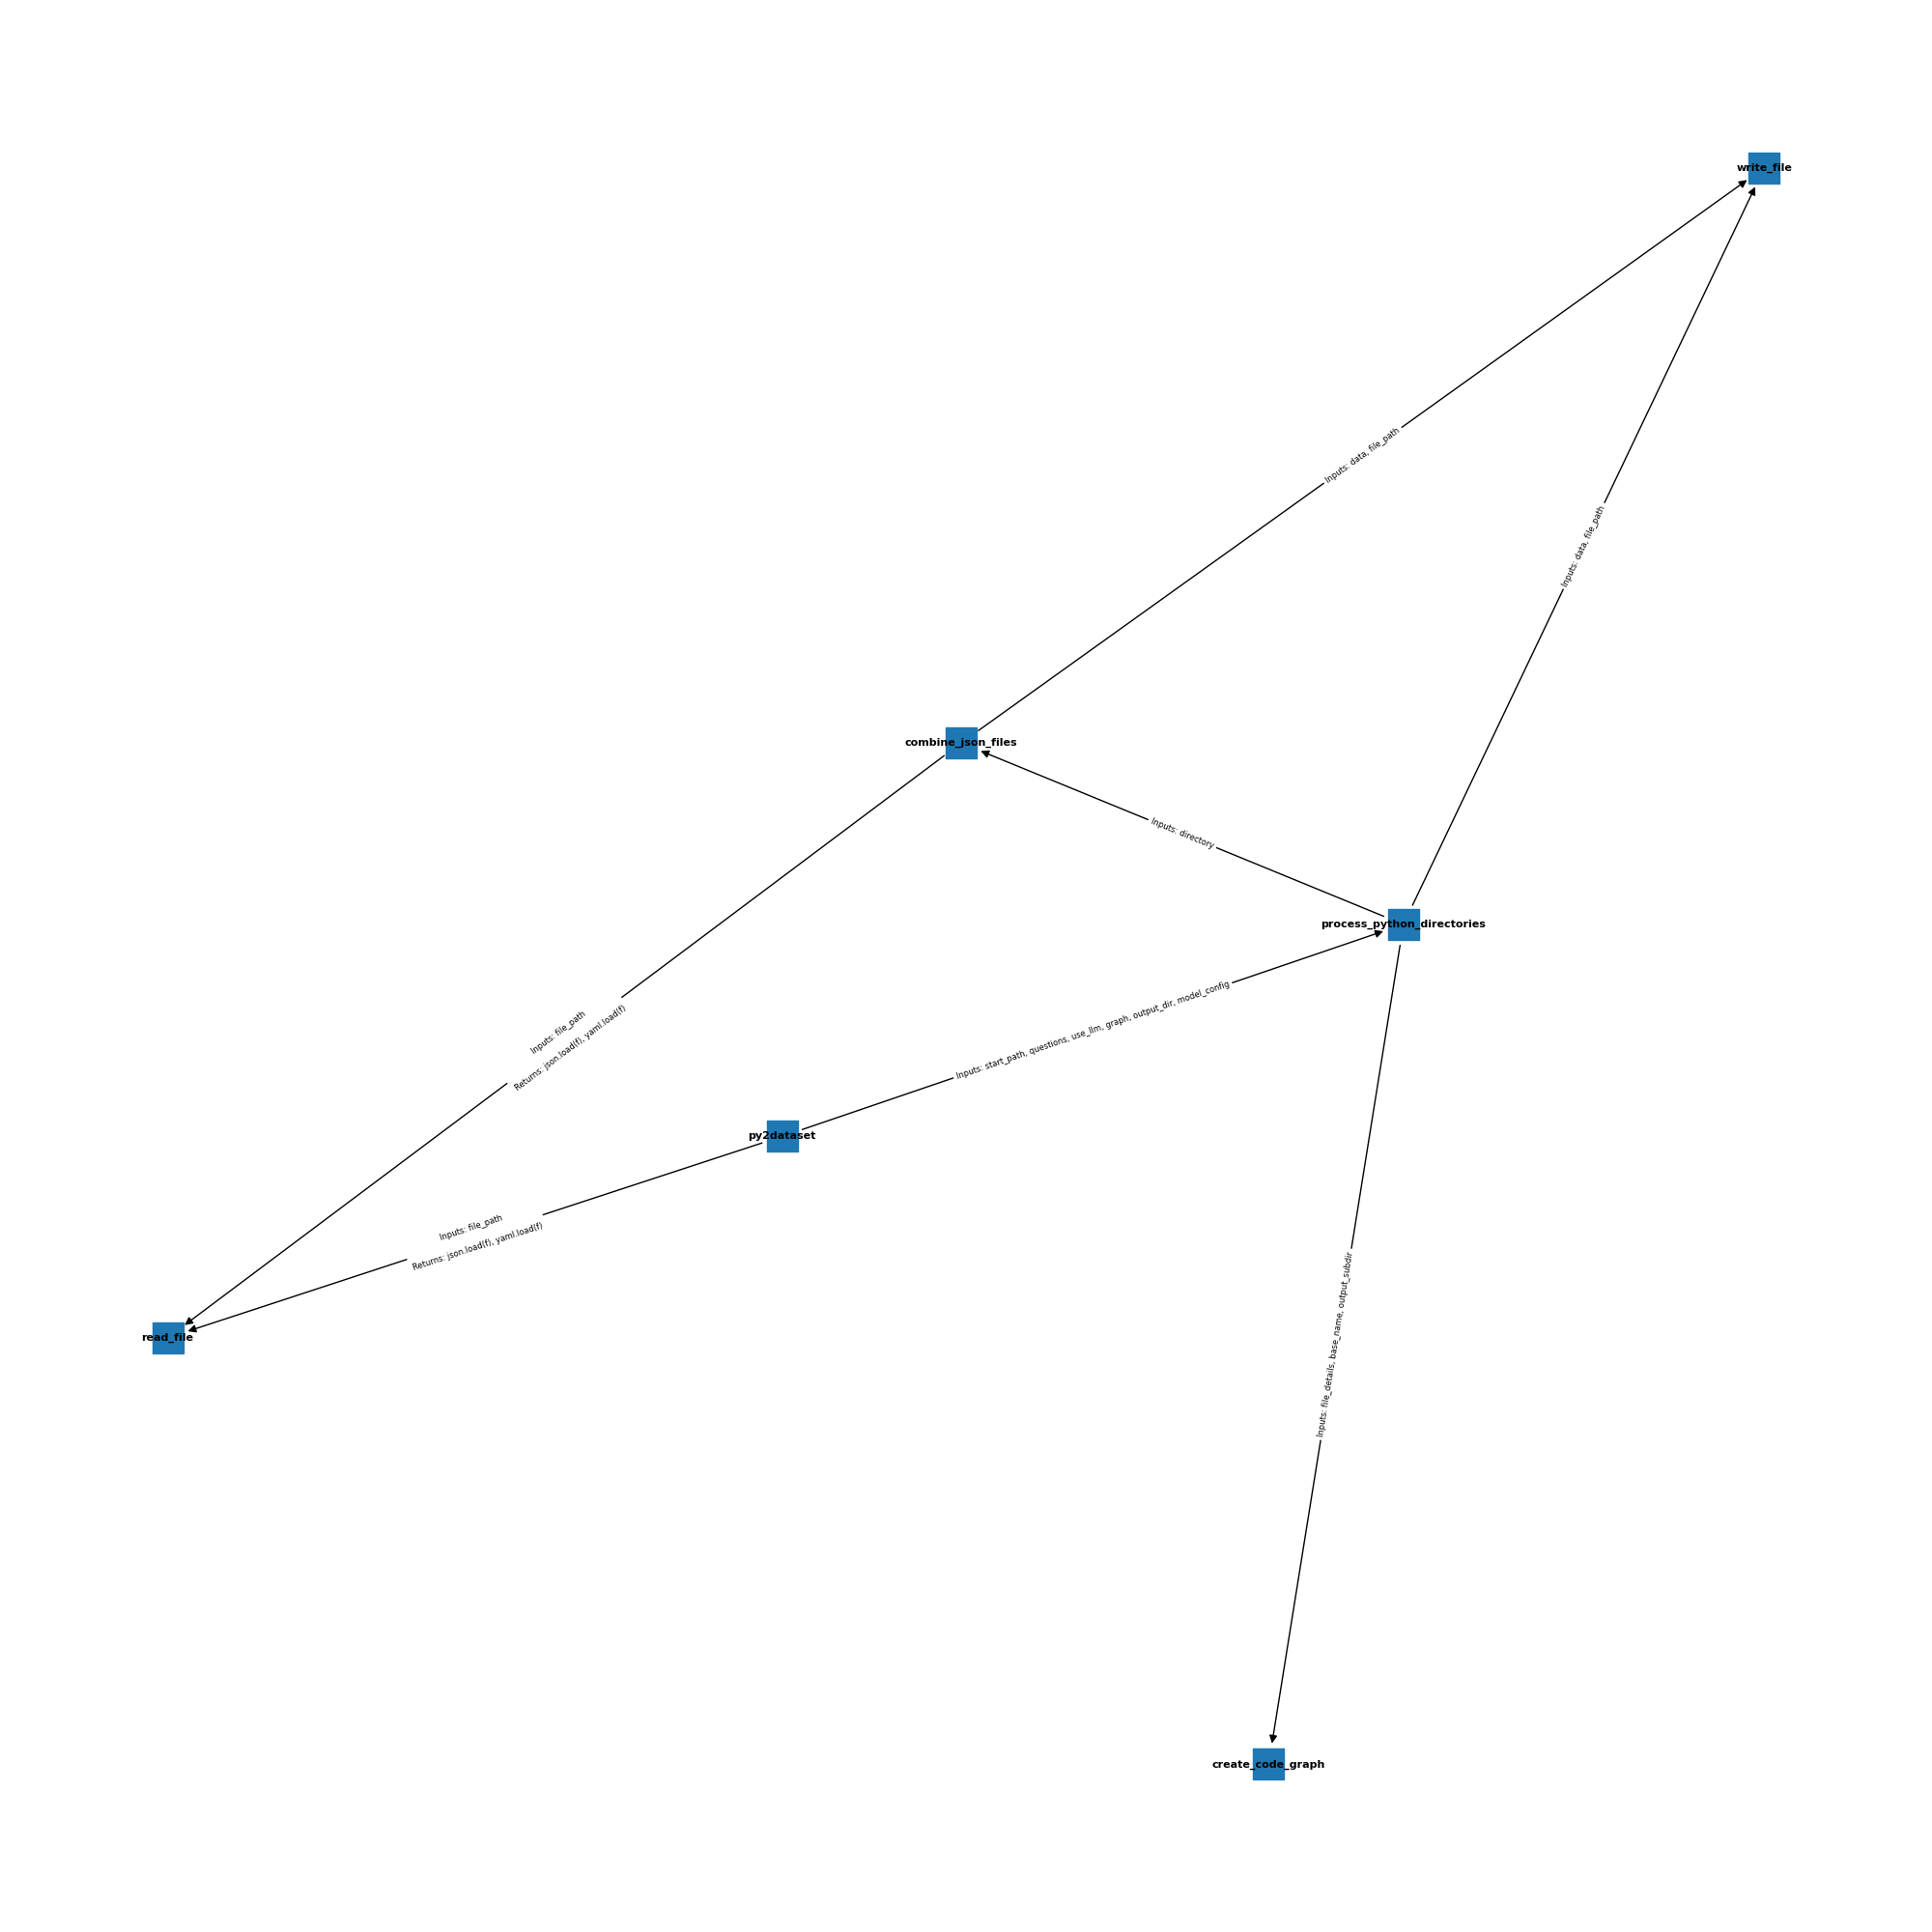 write_file
Inputs: data, file_path
Inputs: data, file_path
combine_json_files
Inputs: directory
process_python_directories
Inputs: start_path, questions, use_llm, graph, output_dir, model_config
Inputs: file_path
Returns: json.load(f), yaml.load(f)
py2dataset
Inputs: file_path
Returns: json.load(f), yaml.load(f)
read_file
Inputs: file_details, base_name, output_subdir
create_code_graph